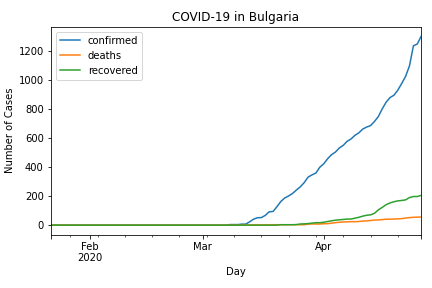 COVID-19 in Bulgaria
confirmed
deaths
recovered
Number of Cases
1200
1000
800
600
400
200
0
Feb
2020
Mar
Apr
Day